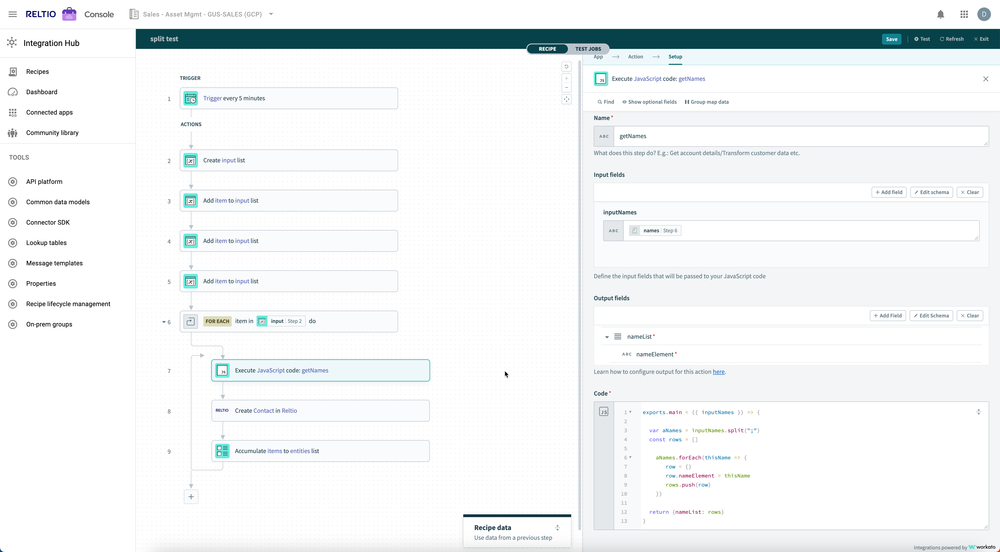 RELTIO Console Sales - Asset Mgmt - GUS-SALES (GCP) D
Integration Hub
Recipes
Dashboard
Connected apps
Community library
TOOLS
API platform
Common data models
Connector SDK
Lookup tables
Message templates
Properties
Recipe lifecycle management
On-prem groups
split test
Save Test Refresh Exit
RECIPE TEST JOBS
TRIGGER
1 Trigger every 5 minutes
ACTIONS
2 Create input list
3 Add item to input list
4 Add item to input list
5 Add item to input list
6 FOR EACH item in [x] input Step 2 do
7 JS Execute JavaScript code: getNames
8 RELTIO Create Contact in Reltio
9 Accumulate items to entities list
Recipe data
Use data from a previous step
App Action Setup
JS Execute JavaScript code: getNames
Find Show optional fields Group map data
Name *
ABC getNames
What does this step do? E.g.: Get account details/Transform customer data etc.
Input fields
+ Add field Edit schema Clear
inputNames
ABC names Step 6
Define the input fields that will be passed to your JavaScript code
Output fields
+ Add Field Edit Schema Clear
nameList *
ABC nameElement *
Learn how to configure output for this action here.
Code *
JS
1 exports.main = ({ inputNames }) => {
2
3 var aNames = inputNames.split(";")
4 const rows = []
5
6 aNames.forEach(thisName => {
7 row = {}
8 row.nameElement = thisName
9 rows.push(row)
10 })
11
12 return {nameList: rows}
13 }
Integrations powered by workato